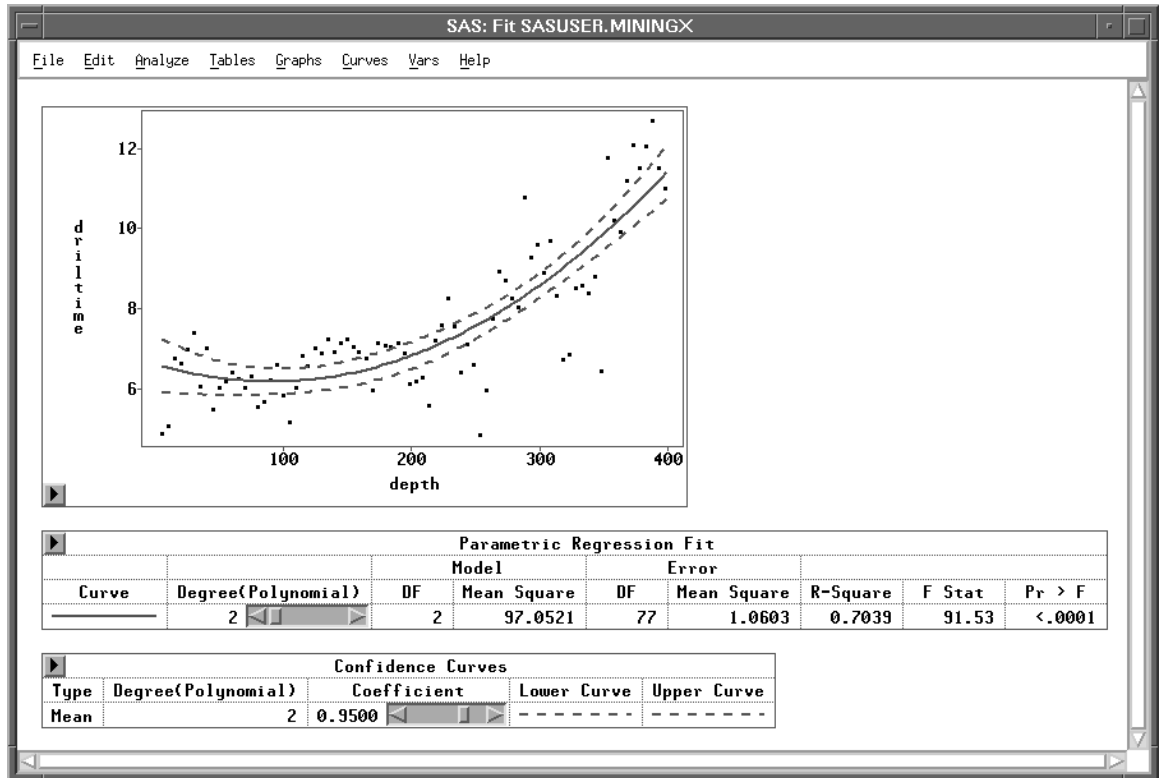 SAS: Fit SASUSER.MININGX
File Edit Analyze Tables Graphs Curves Vars Help
12
10
8
6
driltime
100 200 300 400
depth
Parametric Regression Fit
Model Error
Curve Degree(Polynomial) DF Mean Square DF Mean Square R-Square F Stat Pr > F
2 2 97.0521 77 1.0603 0.7039 91.53 <.0001
Confidence Curves
Type Degree(Polynomial) Coefficient Lower Curve Upper Curve
Mean 2 0.9500